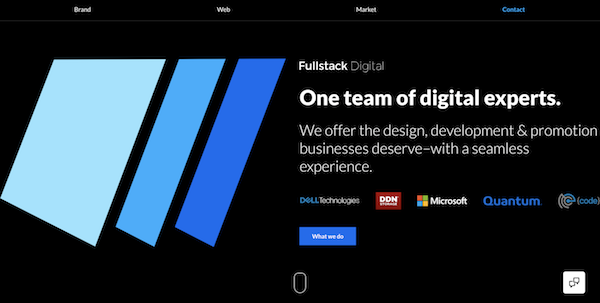 Brand
Web
Market
Contact
Fullstack Digital
One team of digital experts.
We offer the design, development & promotion
businesses deserve–with a seamless
experience.
DELLTechnologies
DDN
STORAGE
Microsoft
Quantum
(code)
What we do